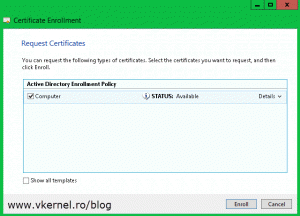 Certificate Enrollment
Request Certificates
You can request the following types of certificates. Select the certificates you want to request, and then
click Enroll.
Active Directory Enrollment Policy
Computer STATUS: Available Details
Show all templates
www.vkernel.ro/blog Enroll Cancel